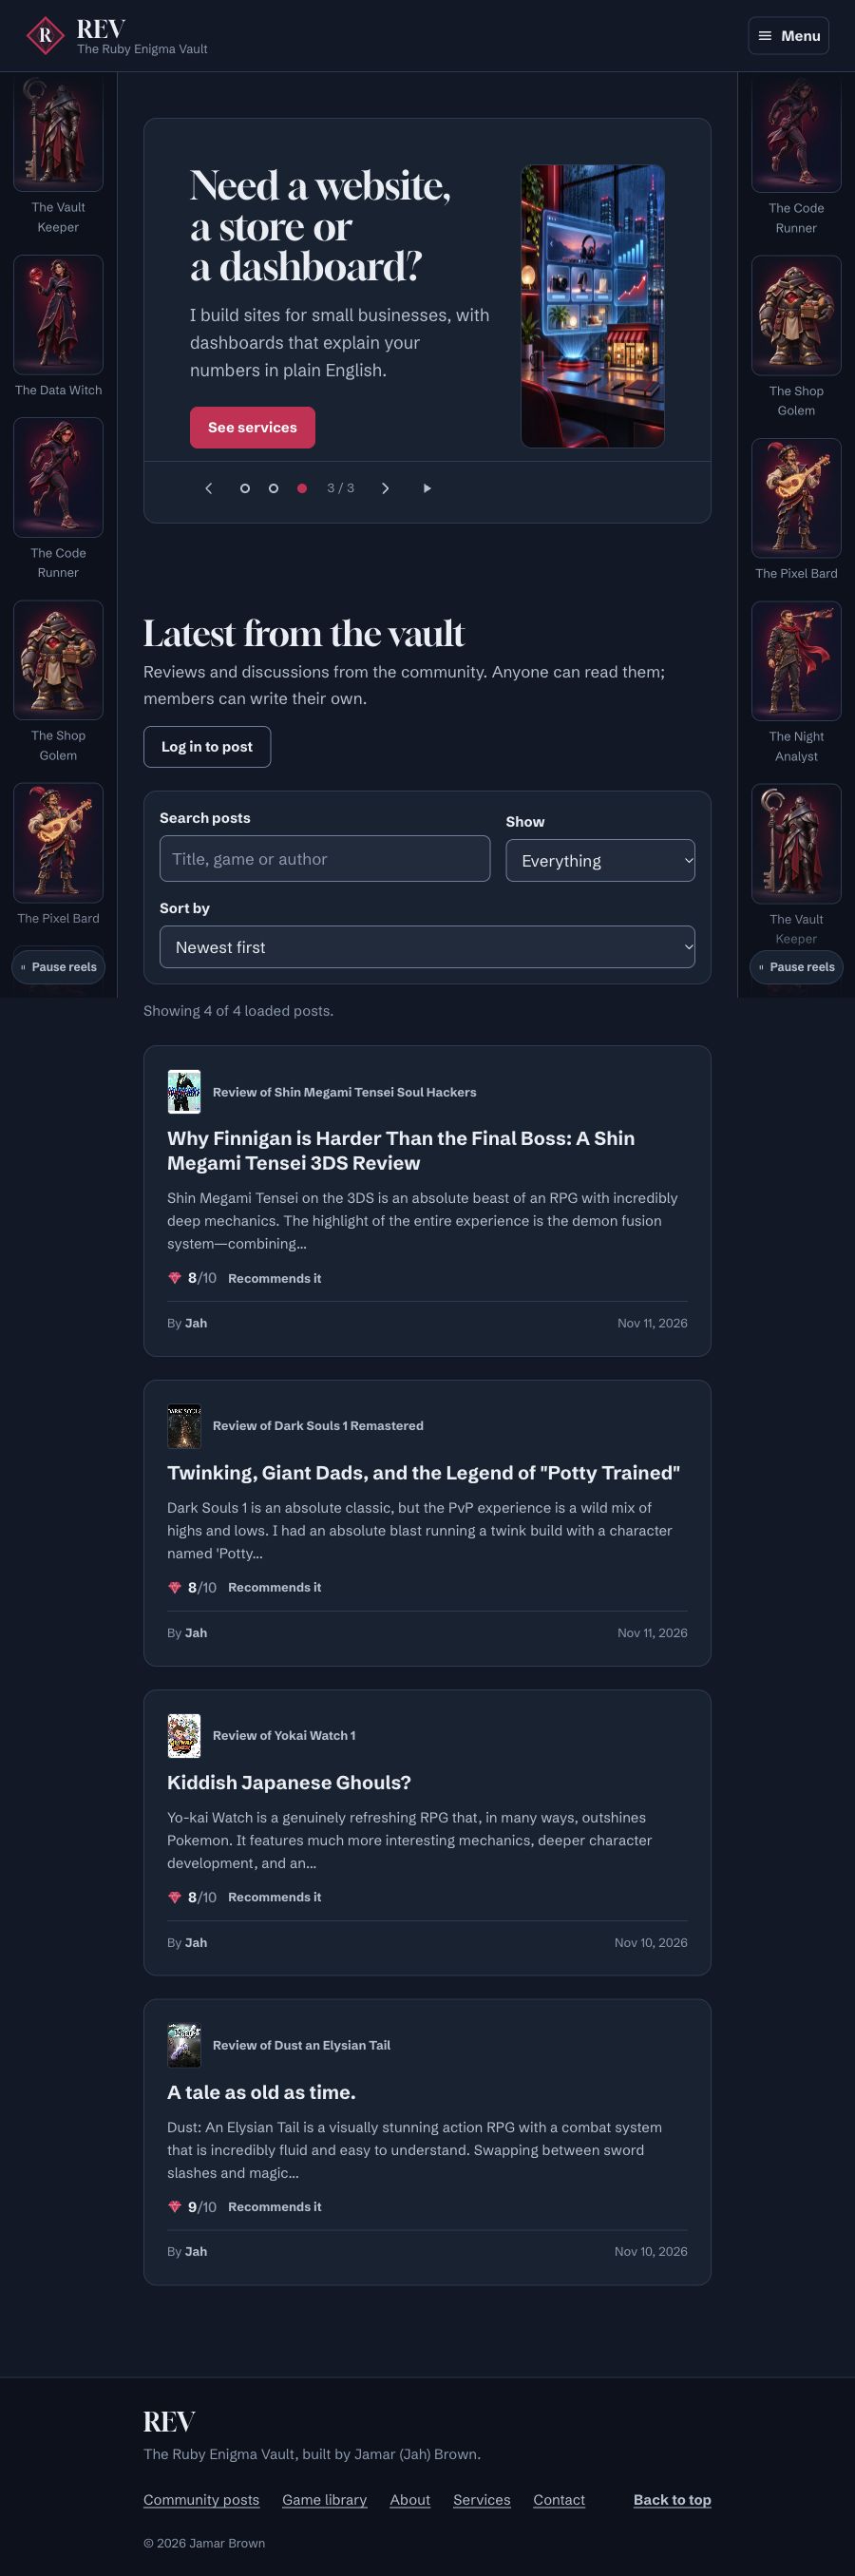 R
REV
The Ruby Enigma Vault
Menu
The Vault
Keeper
The Data Witch
The Code
Runner
The Shop
Golem
The Pixel Bard
Pause reels
Need a website,
a store or
a dashboard?
I build sites for small businesses, with
dashboards that explain your
numbers in plain English.
See services
3 / 3
The Code
Runner
The Shop
Golem
The Pixel Bard
The Night
Analyst
The Vault
Keeper
Pause reels
Latest from the vault
Reviews and discussions from the community. Anyone can read them;
members can write their own.
Log in to post
Search posts
Title, game or author
Show
Everything
Sort by
Newest first
Showing 4 of 4 loaded posts.
Review of Shin Megami Tensei Soul Hackers
Why Finnigan is Harder Than the Final Boss: A Shin
Megami Tensei 3DS Review
Shin Megami Tensei on the 3DS is an absolute beast of an RPG with incredibly
deep mechanics. The highlight of the entire experience is the demon fusion
system—combining...
8/10 Recommends it
By Jah Nov 11, 2026
DARK SOULS
Review of Dark Souls 1 Remastered
Twinking, Giant Dads, and the Legend of "Potty Trained"
Dark Souls 1 is an absolute classic, but the PvP experience is a wild mix of
highs and lows. I had an absolute blast running a twink build with a character
named 'Potty...
8/10 Recommends it
By Jah Nov 11, 2026
Review of Yokai Watch 1
Kiddish Japanese Ghouls?
Yo-kai Watch is a genuinely refreshing RPG that, in many ways, outshines
Pokemon. It features much more interesting mechanics, deeper character
development, and an...
8/10 Recommends it
By Jah Nov 10, 2026
Review of Dust an Elysian Tail
A tale as old as time.
Dust: An Elysian Tail is a visually stunning action RPG with a combat system
that is incredibly fluid and easy to understand. Swapping between sword
slashes and magic...
9/10 Recommends it
By Jah Nov 10, 2026
REV
The Ruby Enigma Vault, built by Jamar (Jah) Brown.
Community posts Game library About Services Contact Back to top
© 2026 Jamar Brown